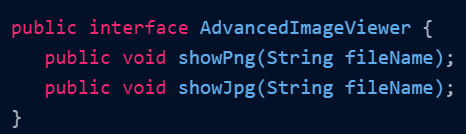 public interface AdvancedImageViewer {
   public void showPng(String fileName);
   public void showJpg(String fileName);
}